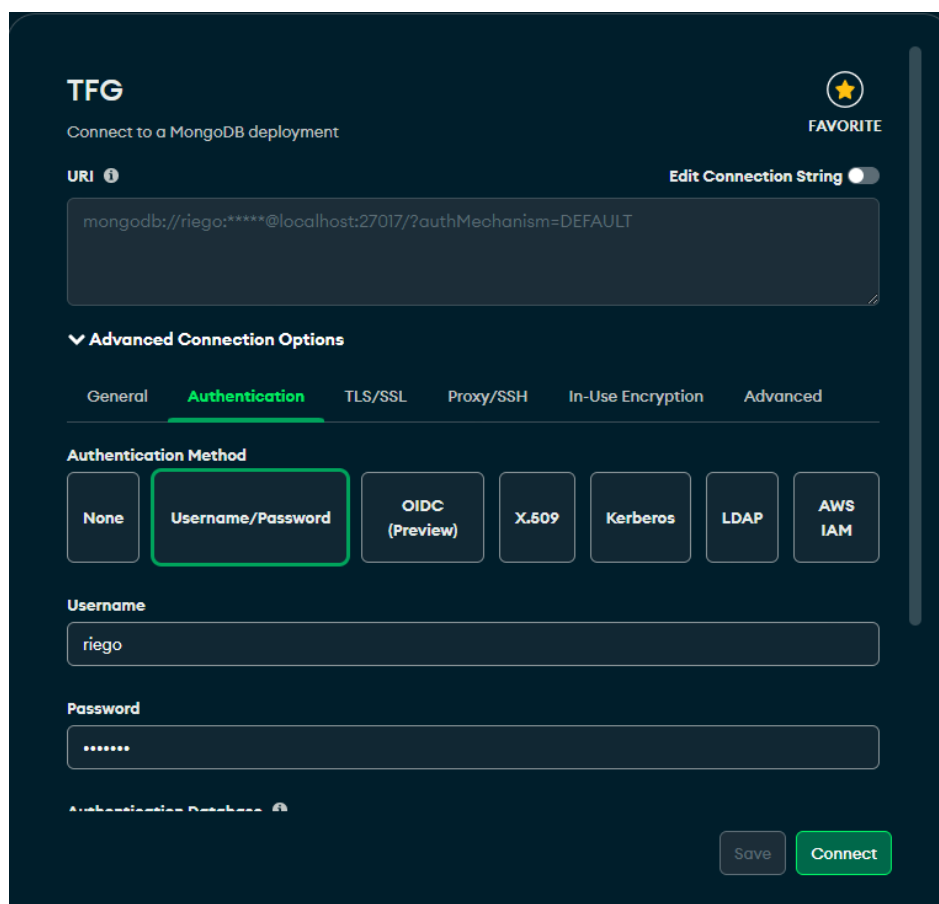 TFG
FAVORITE
Connect to a MongoDB deployment
URI
Edit Connection String
mongodb://riego:*****@localhost:27017/?authMechanism=DEFAULT
Advanced Connection Options
General Authentication TLS/SSL Proxy/SSH In-Use Encryption Advanced
Authentication Method
None
Username/Password
OIDC
(Preview)
X.509
Kerberos
LDAP
AWS
IAM
Username
riego
Password
•••••••
Authentication Database
Save Connect